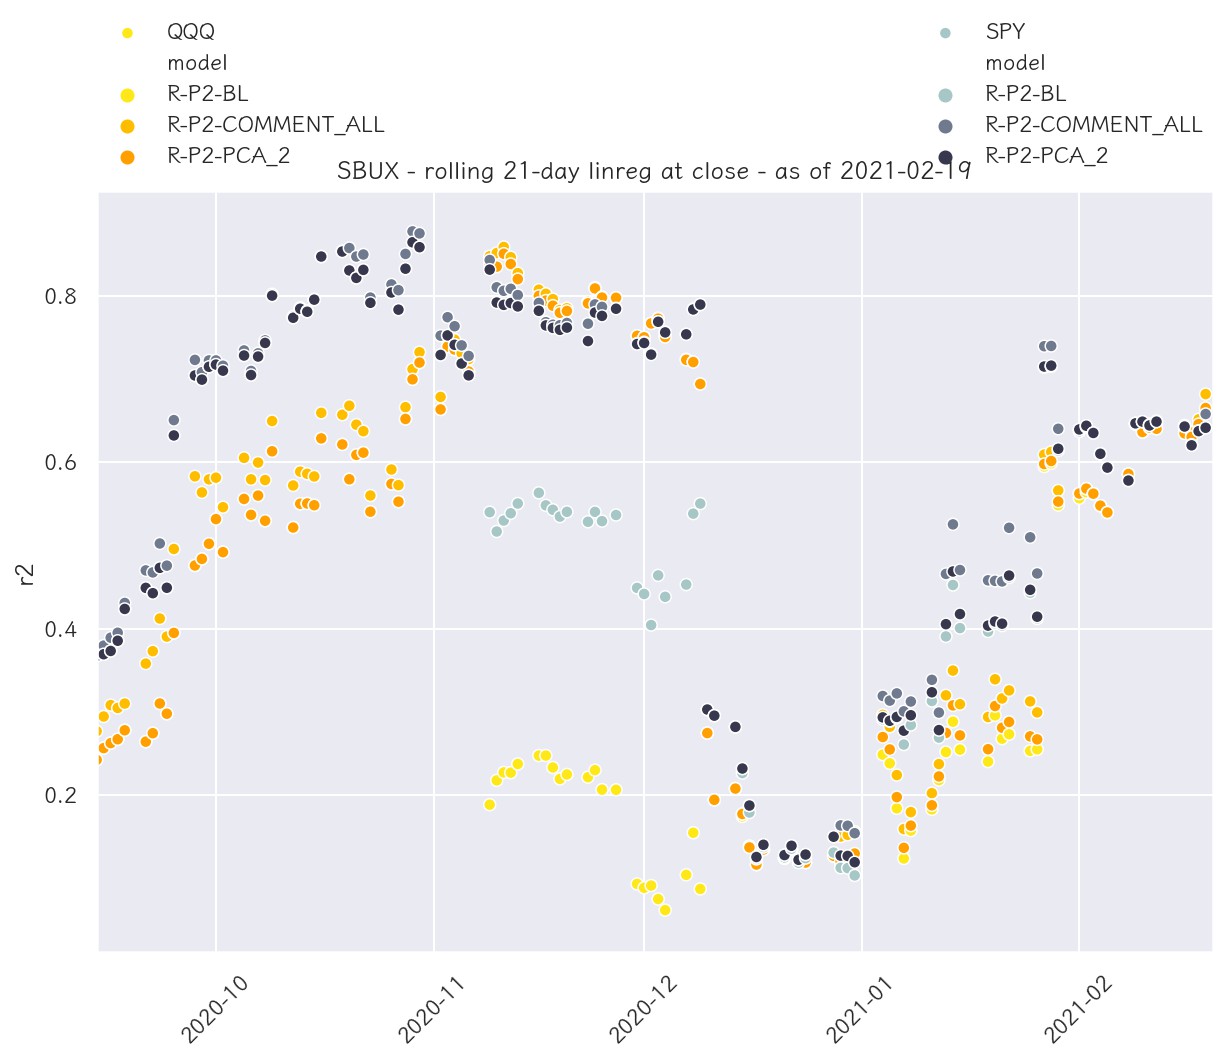 QQQ
model
R-P2-BL
R-P2-COMMENT_ALL
R-P2-PCA_2
SPY
model
R-P2-BL
R-P2-COMMENT_ALL
R-P2-PCA_2
SBUX - rolling 21-day linreg at close - as of 2021-02-19
0.8
0.6
0.4
0.2
r2
2020-10
2020-11
2020-12
2021-01
2021-02